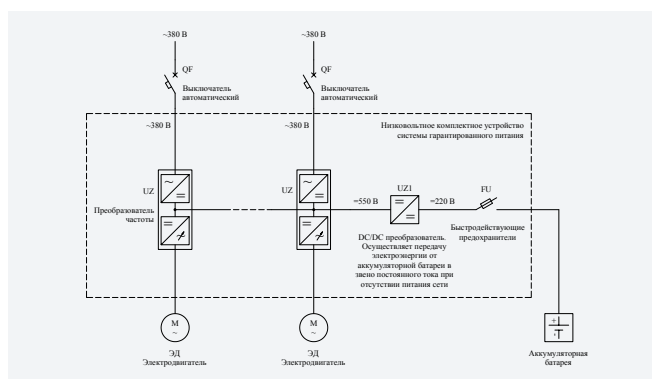 ~380 В
~380 В
QF
QF
Выключатель
автоматический
Выключатель
автоматический
~380 В
~380 В
Низковольтное комплектное устройство
системы гарантированного питания
~380 В
~380 В
UZ
UZ
UZ1
FU
=550 В
=220 В
Преобразователь
частоты
Быстродействующие
предохранители
DC/DC преобразователь.
Осуществляет передачу
электроэнергии от
аккумуляторной батареи в
звено постоянного тока при
отсутствии питания сети
М
~
М
~
ЭД
Электродвигатель
ЭД
Электродвигатель
Аккумуляторная
батарея